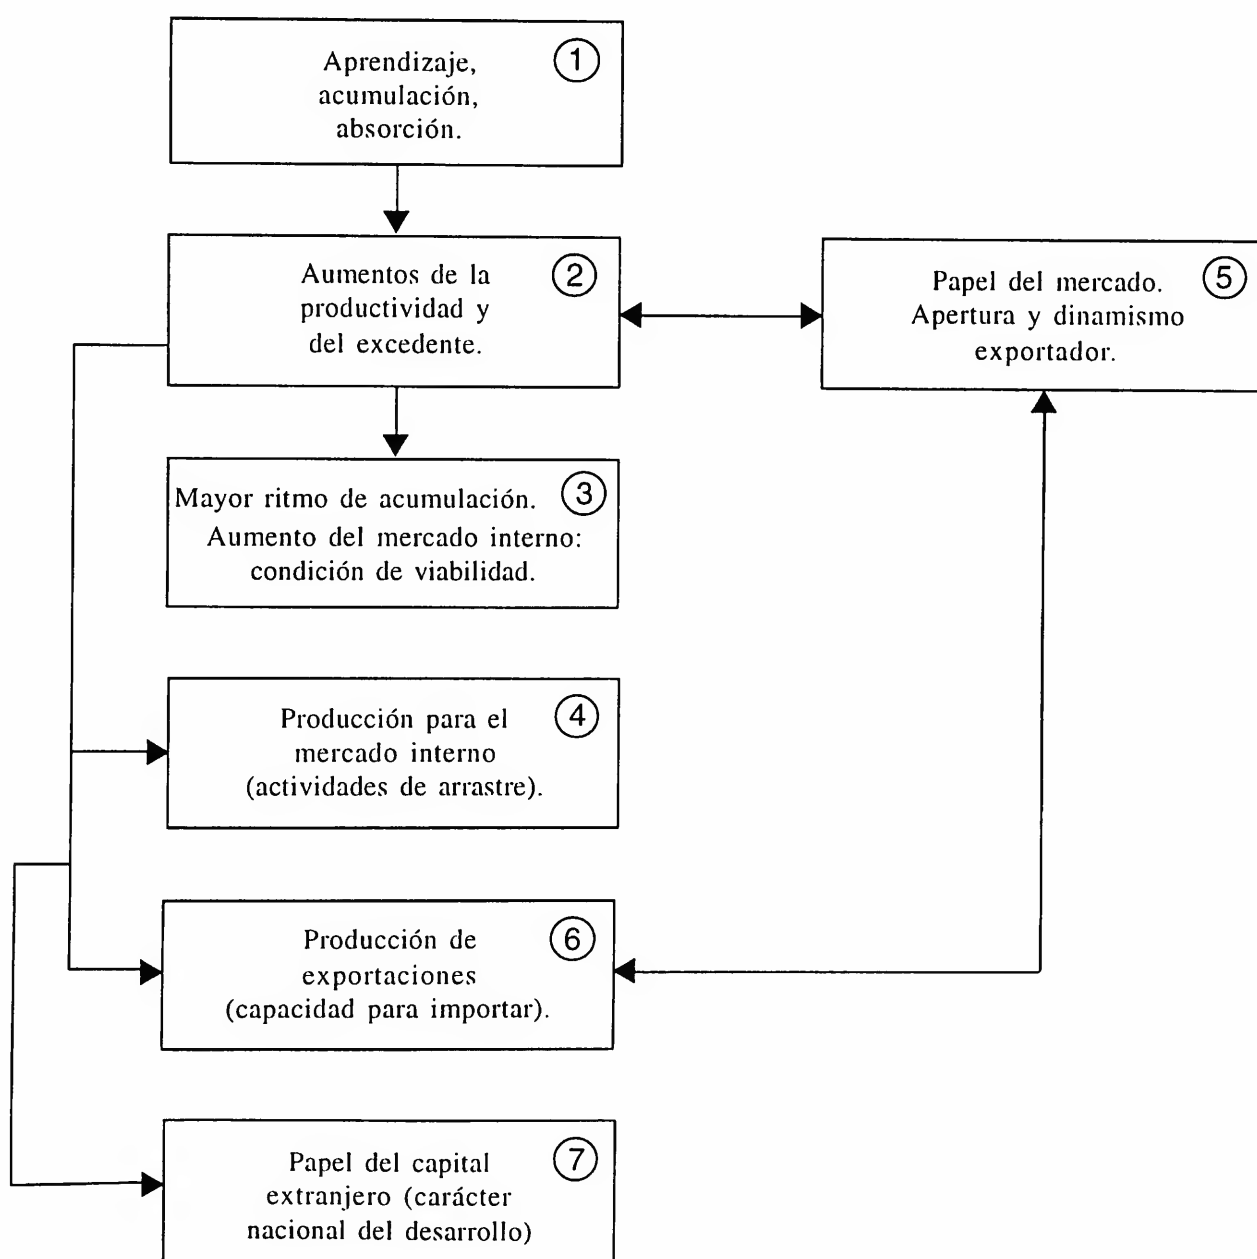 Aprendizaje, ①
acumulación,
absorción.
Aumentos de la ②
productividad y
del excedente.
Papel del mercado. ⑤
Apertura y dinamismo
exportador.
Mayor ritmo de acumulación. ③
Aumento del mercado interno:
condición de viabilidad.
Producción para el ④
mercado interno
(actividades de arrastre).
Producción de ⑥
exportaciones
(capacidad para importar).
Papel del capital ⑦
extranjero (carácter
nacional del desarrollo)